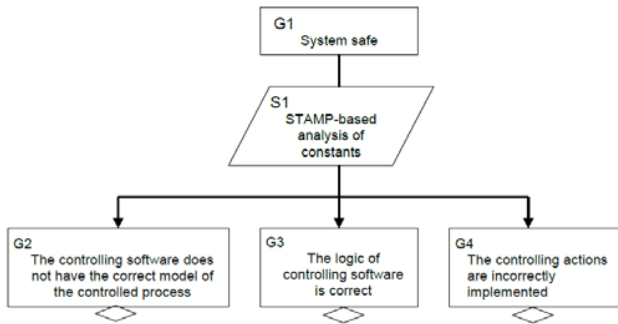 G1
System safe
S1
STAMP-based
analysis of
constants
G2
The controlling software does
not have the correct model of
the controlled process
G3
The logic of
controlling software
is correct
G4
The controlling actions
are incorrectly
implemented